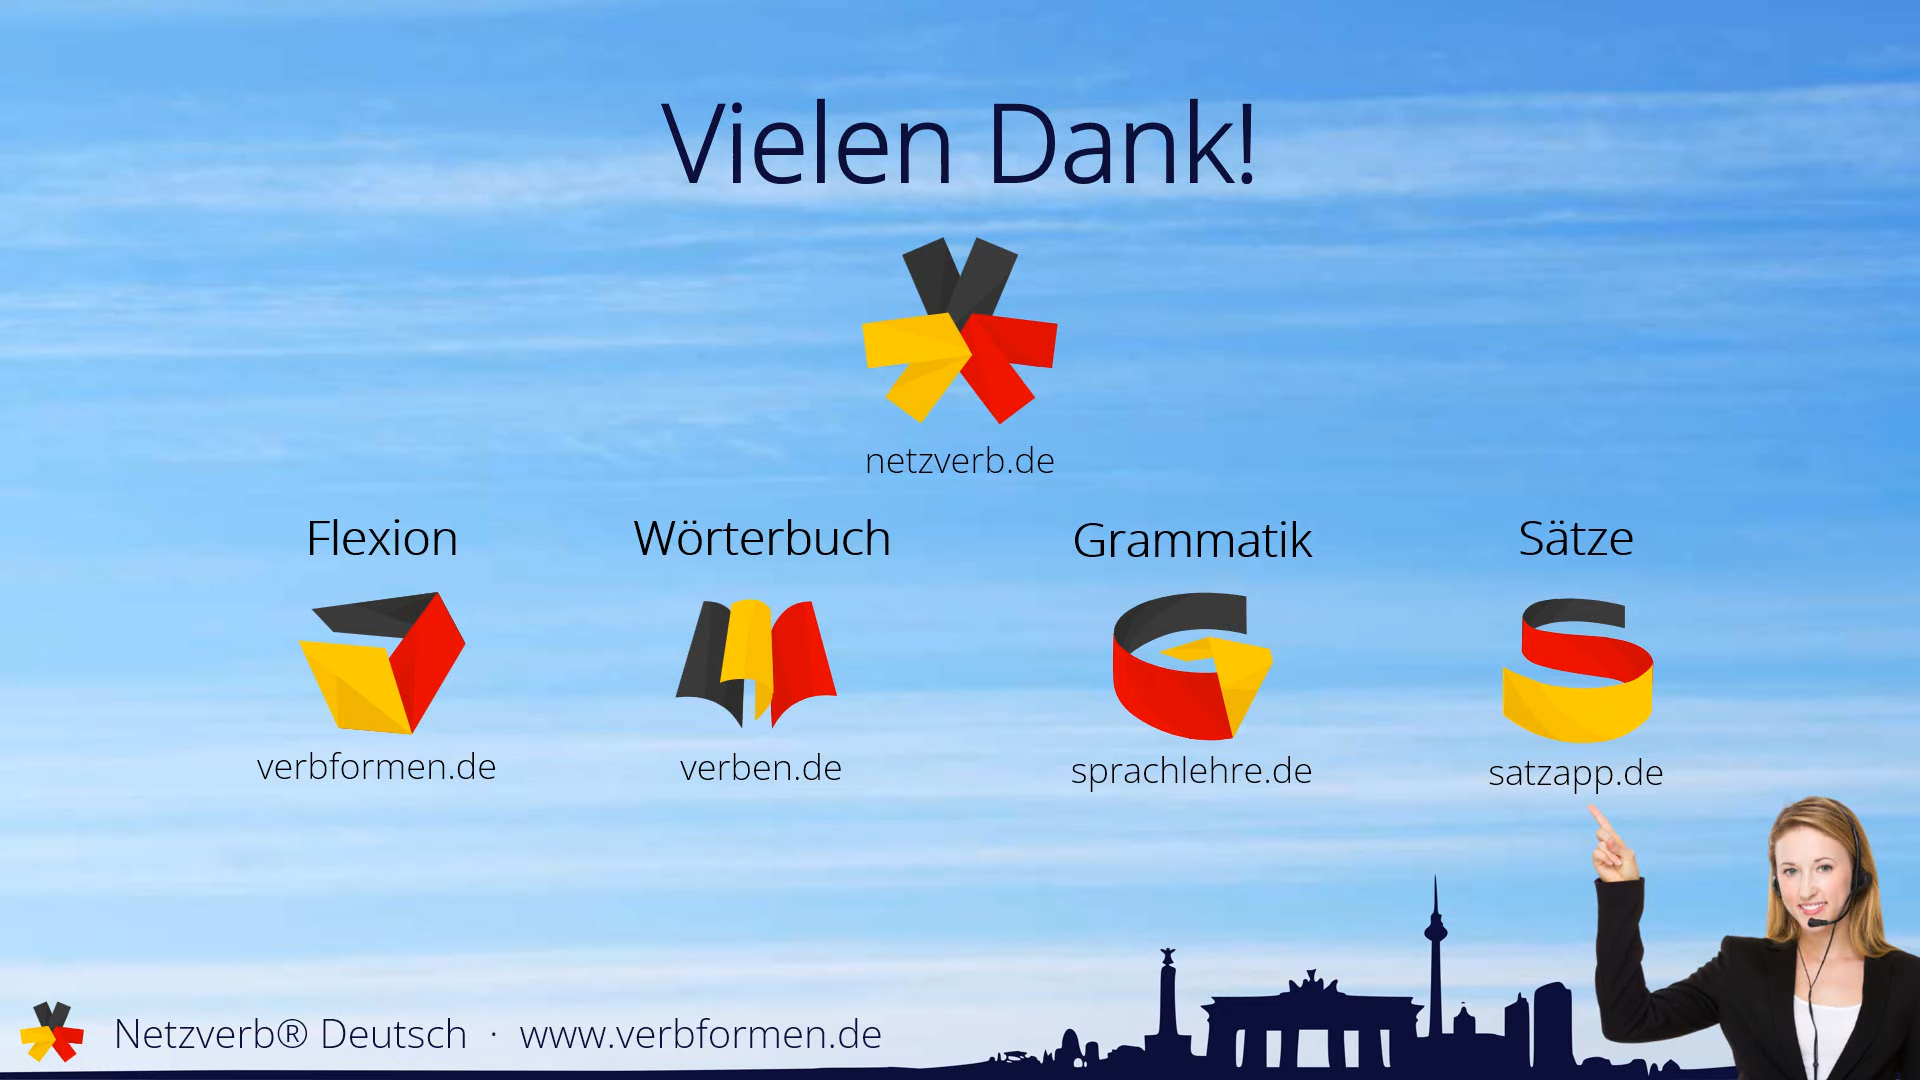 Vielen Dank!
netzverb.de
Flexion
Wörterbuch
Grammatik
Sätze
verbformen.de
verben.de
sprachlehre.de
satzapp.de
Netzverb® Deutsch · www.verbformen.de